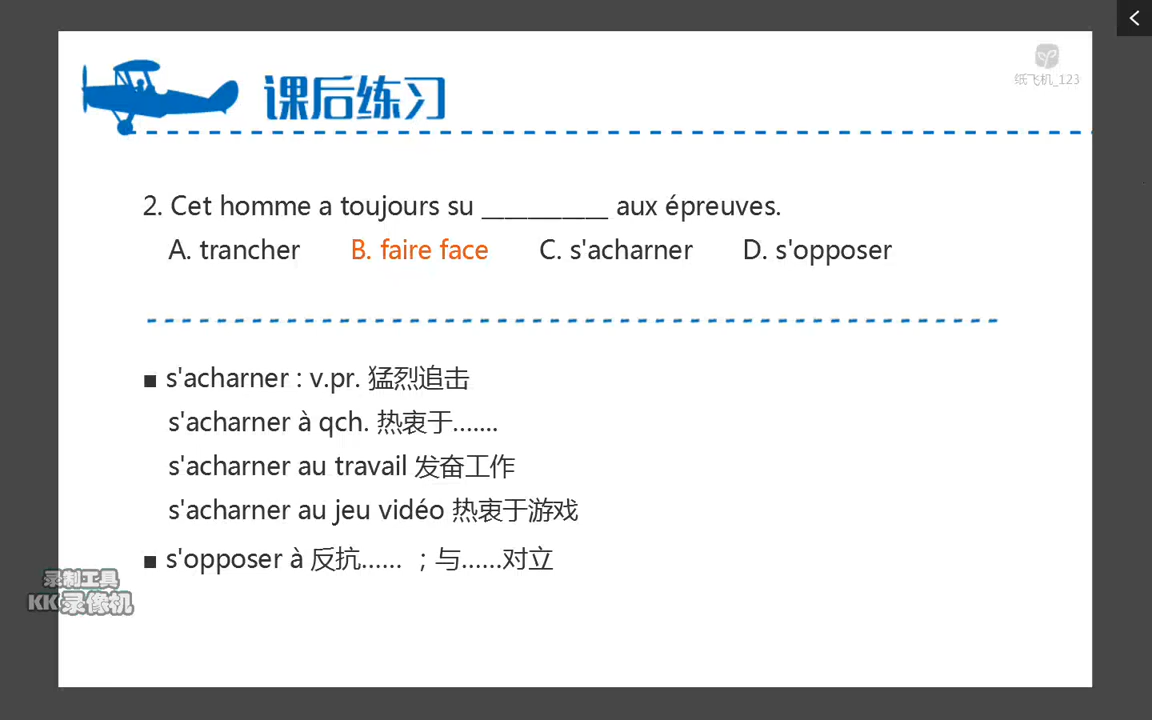 纸飞机_123
课后练习
2. Cet homme a toujours su __________ aux épreuves.
A. trancher B. faire face C. s'acharner D. s'opposer
■ s'acharner : v.pr. 猛烈追击
s'acharner à qch. 热衷于.......
s'acharner au travail 发奋工作
s'acharner au jeu vidéo 热衷于游戏
■ s'opposer à 反抗...... ；与......对立
录制工具
KK录像机